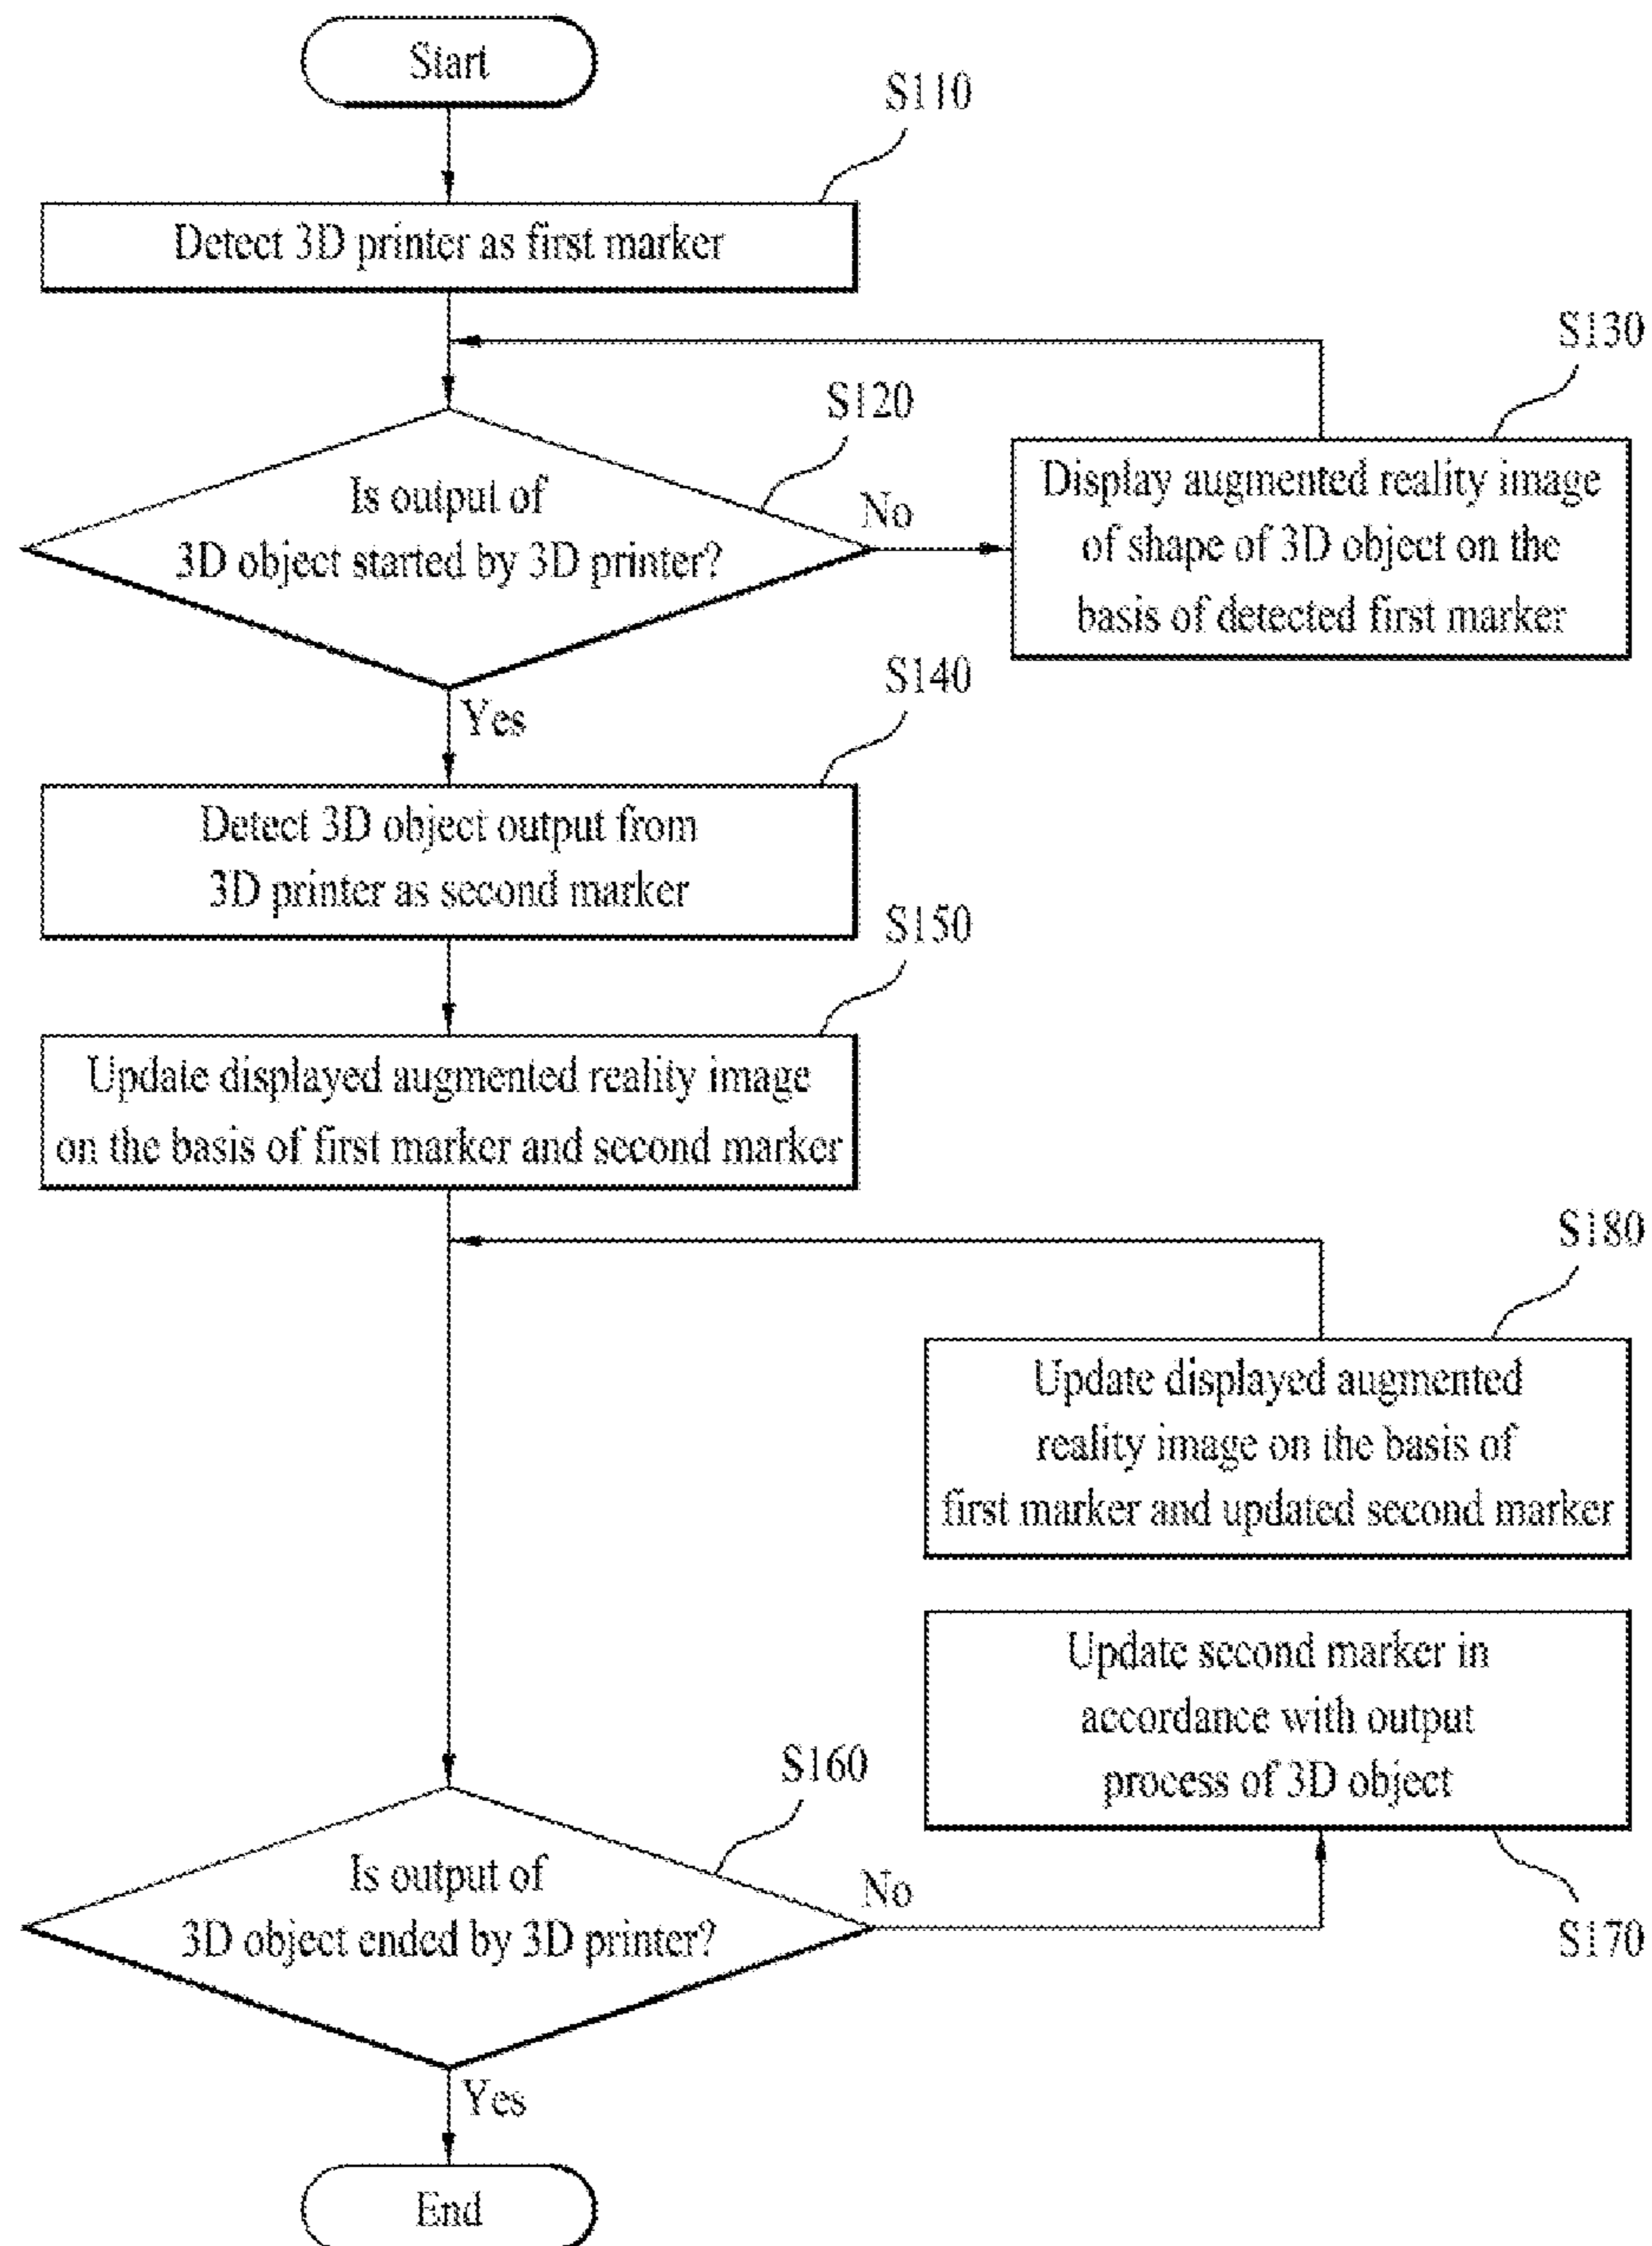 Start
S110
Detect 3D printer as first marker
S130
S120
Is output of
3D object started by 3D printer?
No
Display augmented reality image
of shape of 3D object on the
basis of detected first marker
Yes
S140
Detect 3D object output from
3D printer as second marker
S150
Update displayed augmented reality image
on the basis of first marker and second marker
S180
Update displayed augmented
reality image on the basis of
first marker and updated second marker
Update second marker in
accordance with output
process of 3D object
S170
S160
Is output of
3D object ended by 3D printer?
No
Yes
End